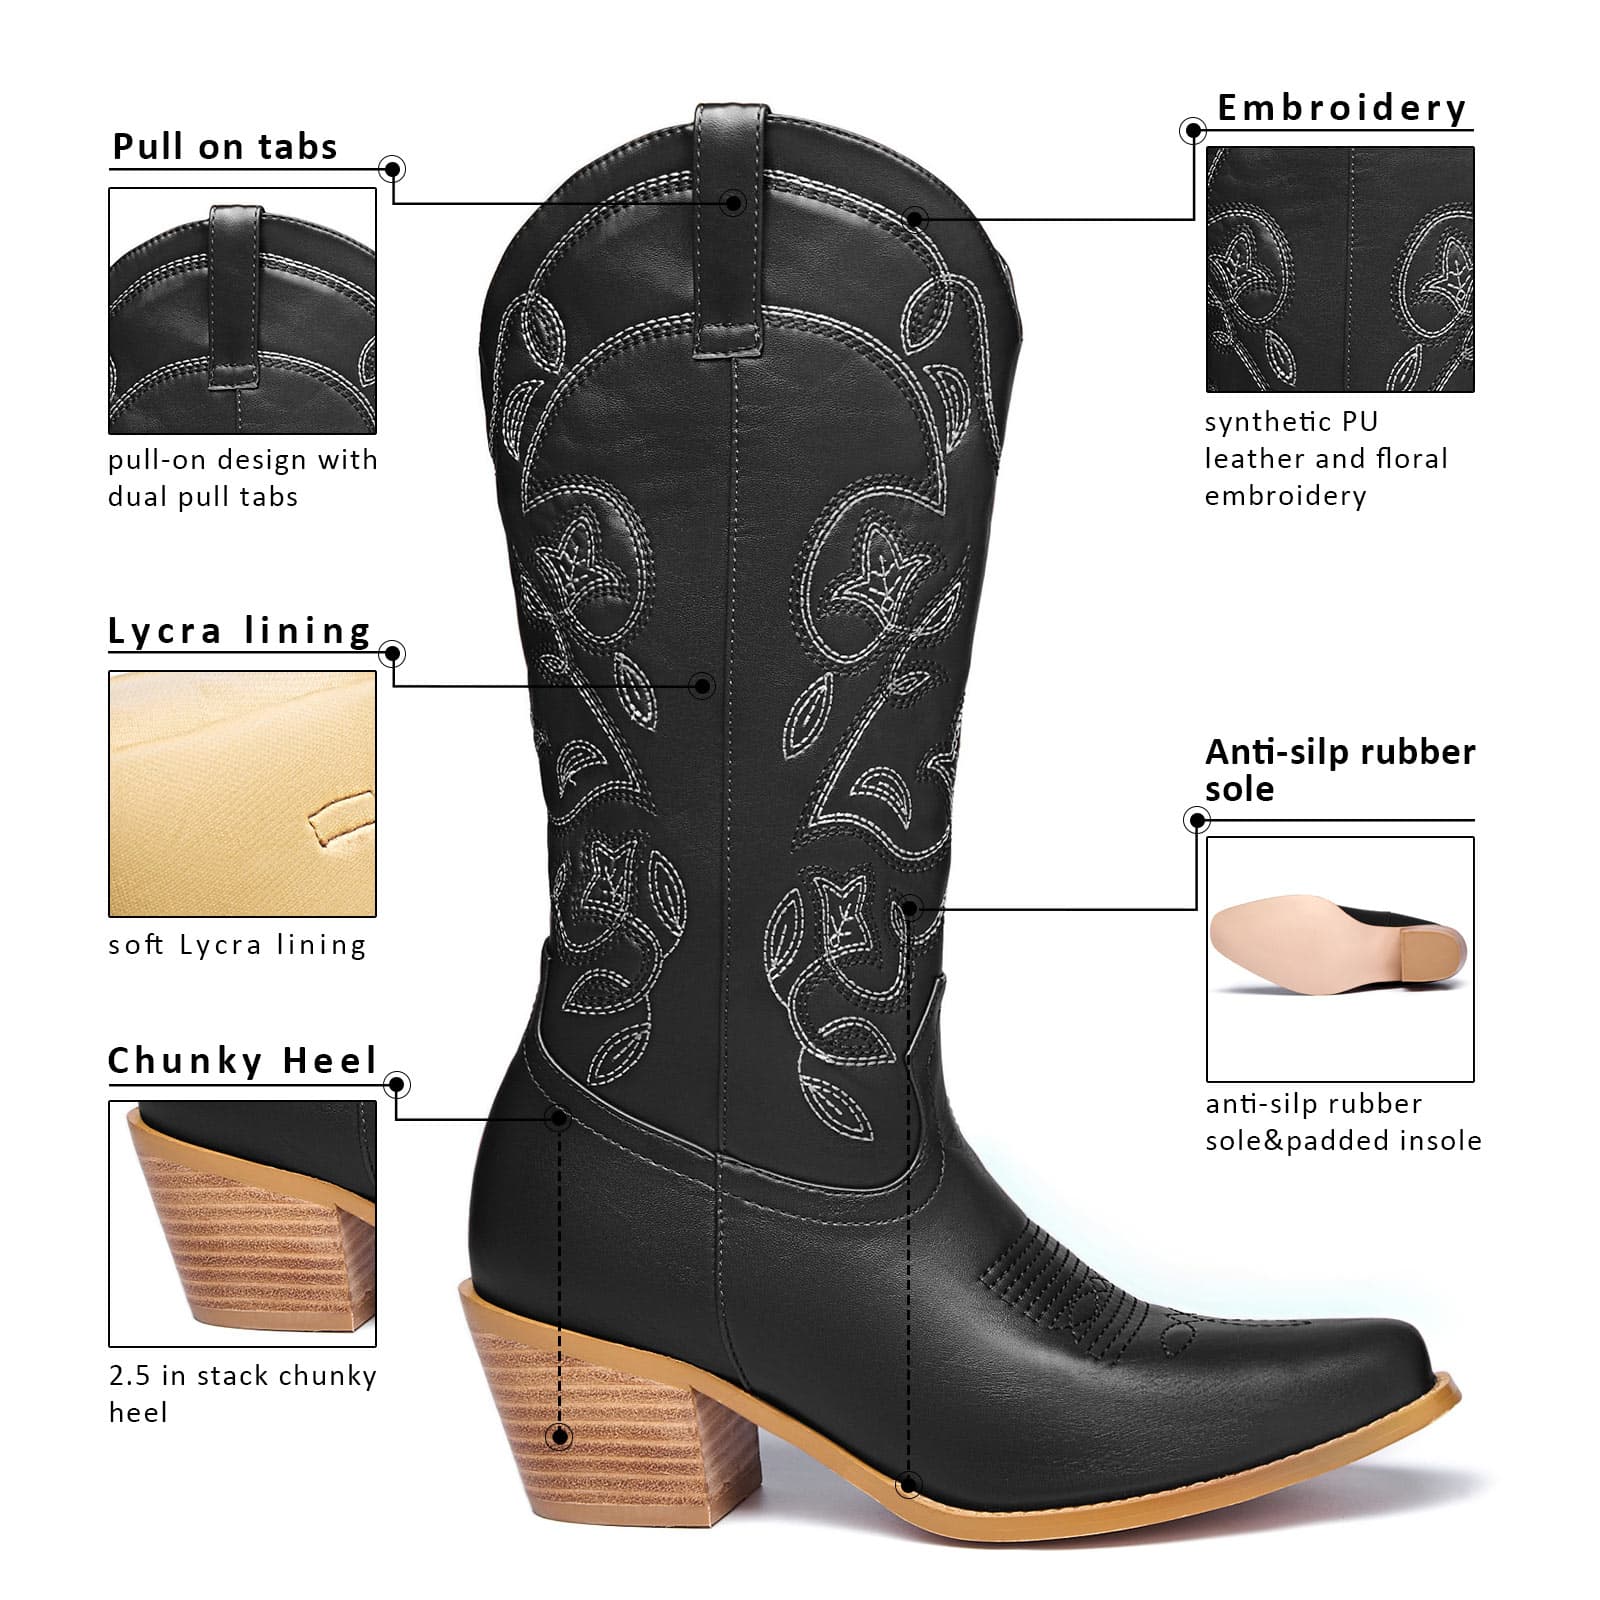 Pull on tabs
pull-on design with
dual pull tabs
Lycra lining
soft Lycra lining
Chunky Heel
2.5 in stack chunky
heel
Embroidery
synthetic PU
leather and floral
embroidery
Anti-silp rubber
sole
anti-silp rubber
sole&padded insole